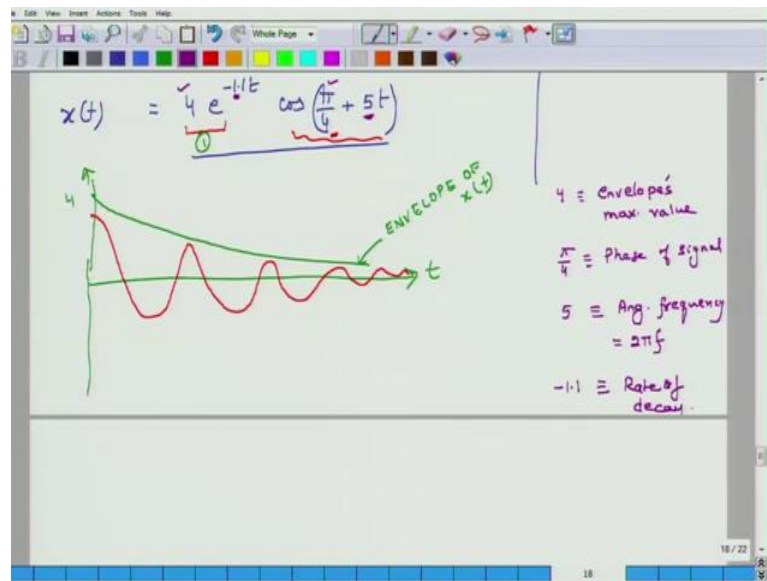 Edit View Insert Actions Tools Help
Whole Page
x(t) = 4 e^{-1.1t} cos(π/4 + 5t)
①
4
ENVELOPE OF
x(t)
t
4 ≡ Envelope's
max. value
π/4 ≡ Phase of signal
5 ≡ Ang. frequency
= 2πf
-1.1 ≡ Rate of
decay.
18 / 22
18